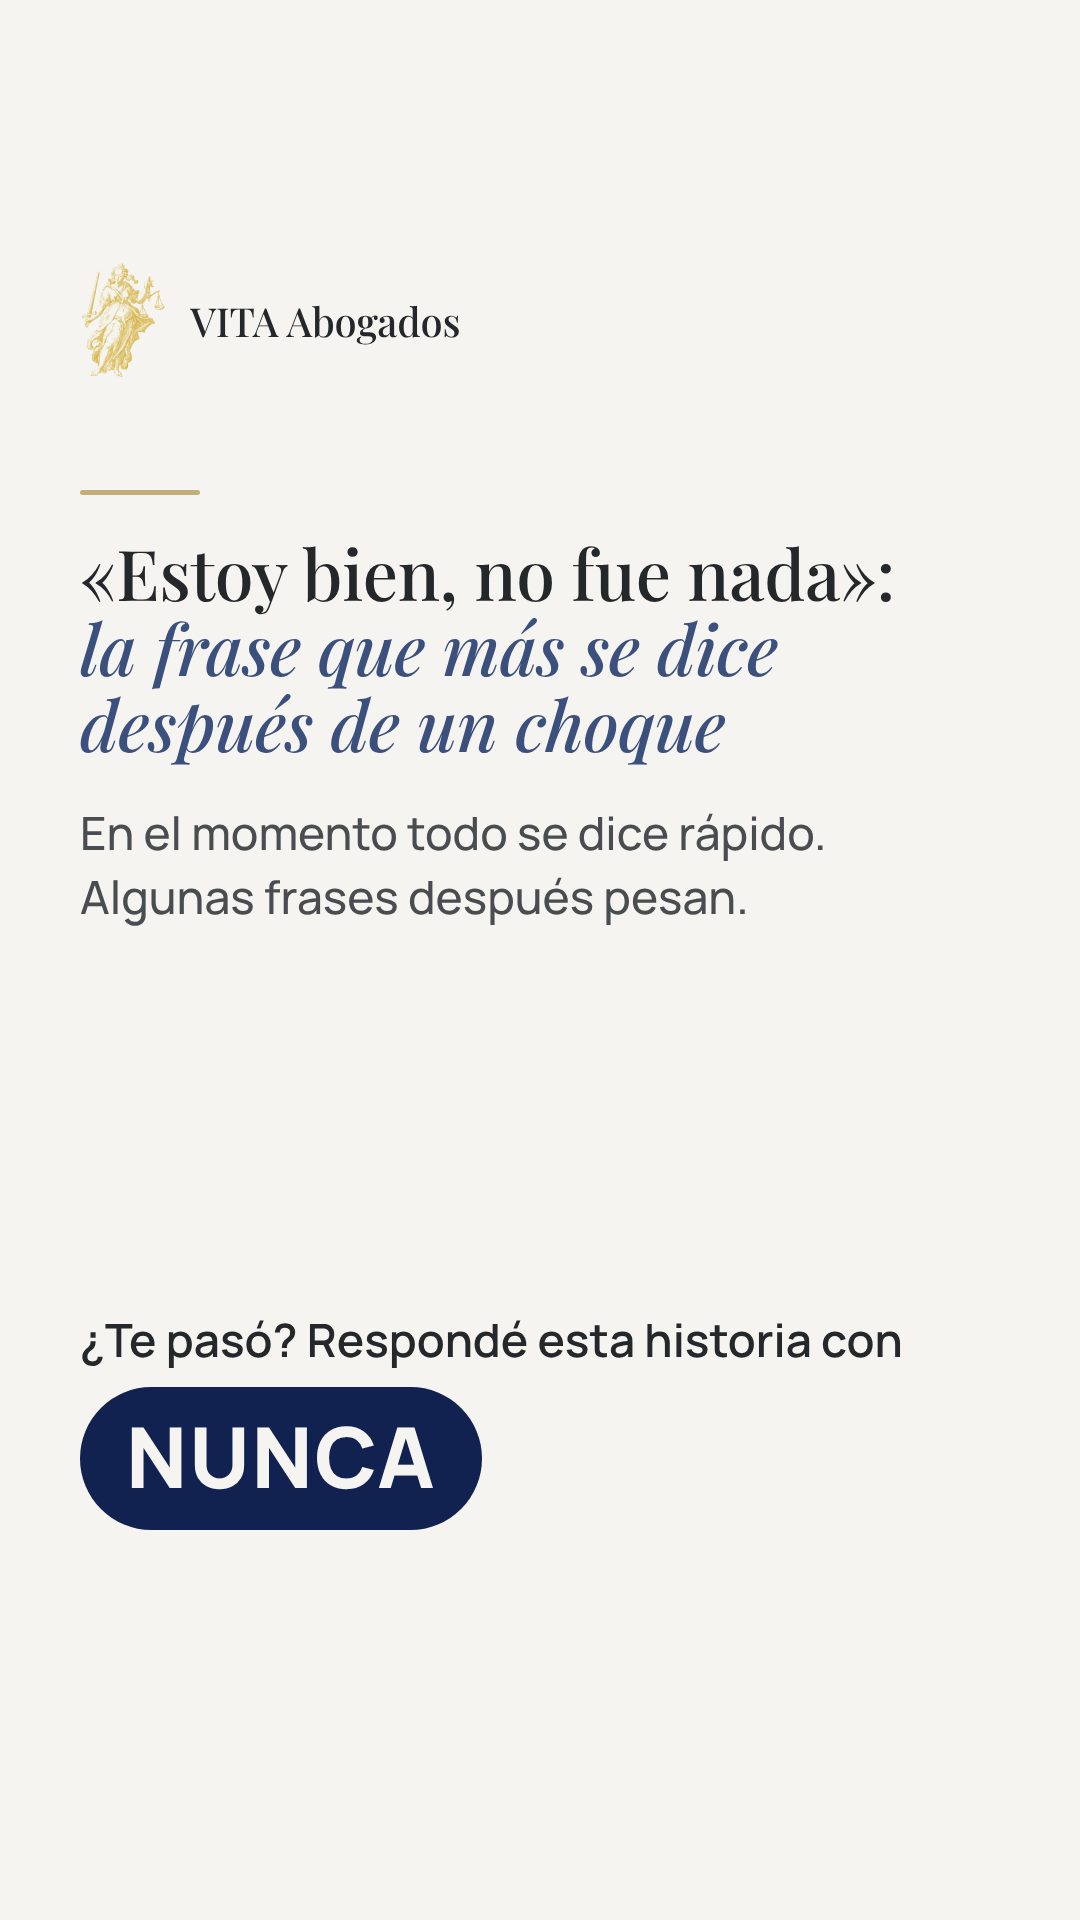 VITA Abogados
«Estoy bien, no fue nada»:
la frase que más se dice
después de un choque
En el momento todo se dice rápido.
Algunas frases después pesan.
¿Te pasó? Respondé esta historia con
NUNCA